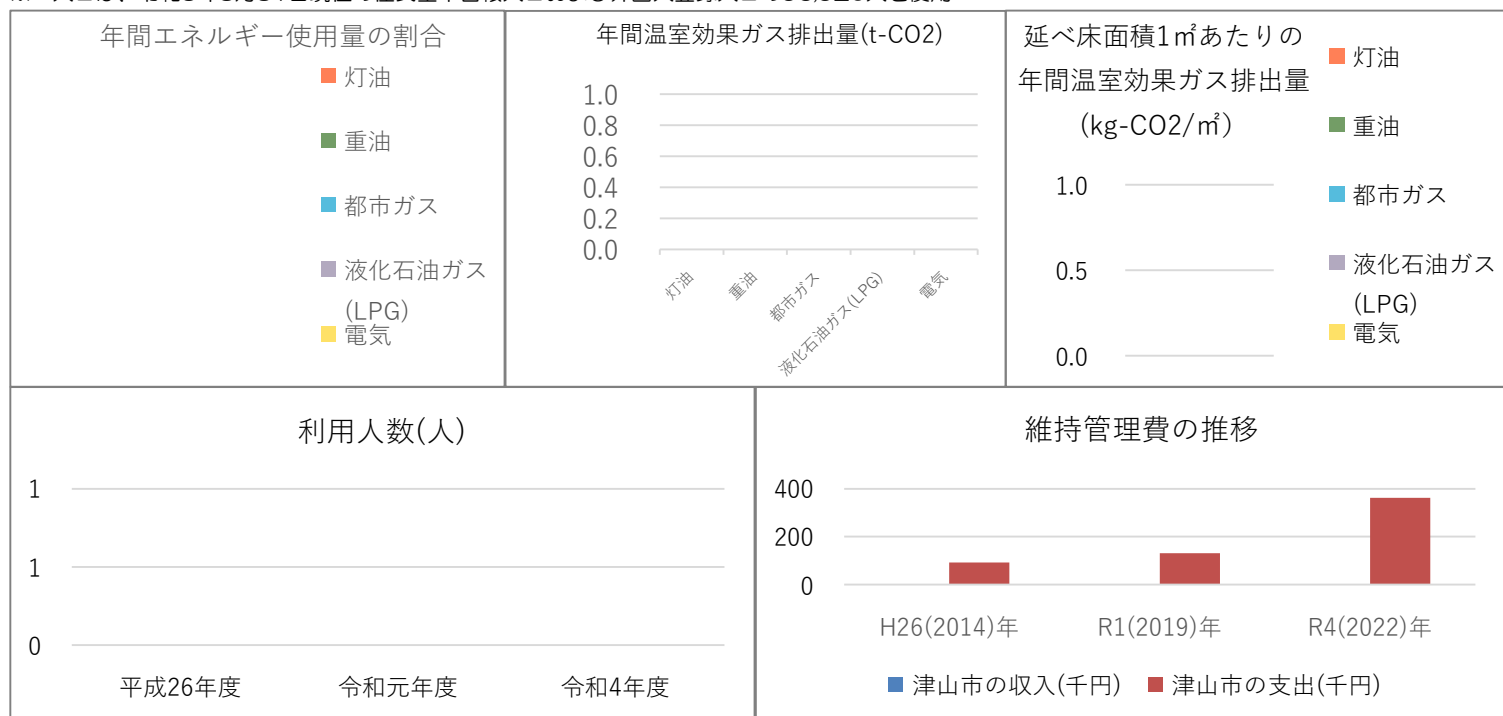 年間エネルギー使用量の割合
灯油
重油
都市ガス
液化石油ガス
(LPG)
電気
年間温室効果ガス排出量(t-CO2)
1.0
0.8
0.6
0.4
0.2
0.0
灯油
重油
都市ガス
液化石油ガス(LPG)
電気
延べ床面積1㎡あたりの
年間温室効果ガス排出量
(kg-CO2/㎡)
1.0
0.5
0.0
灯油
重油
都市ガス
液化石油ガス
(LPG)
電気
利用人数(人)
1
1
0
平成26年度
令和元年度
令和4年度
維持管理費の推移
400
200
0
H26(2014)年
R1(2019)年
R4(2022)年
津山市の収入(千円)
津山市の支出(千円)